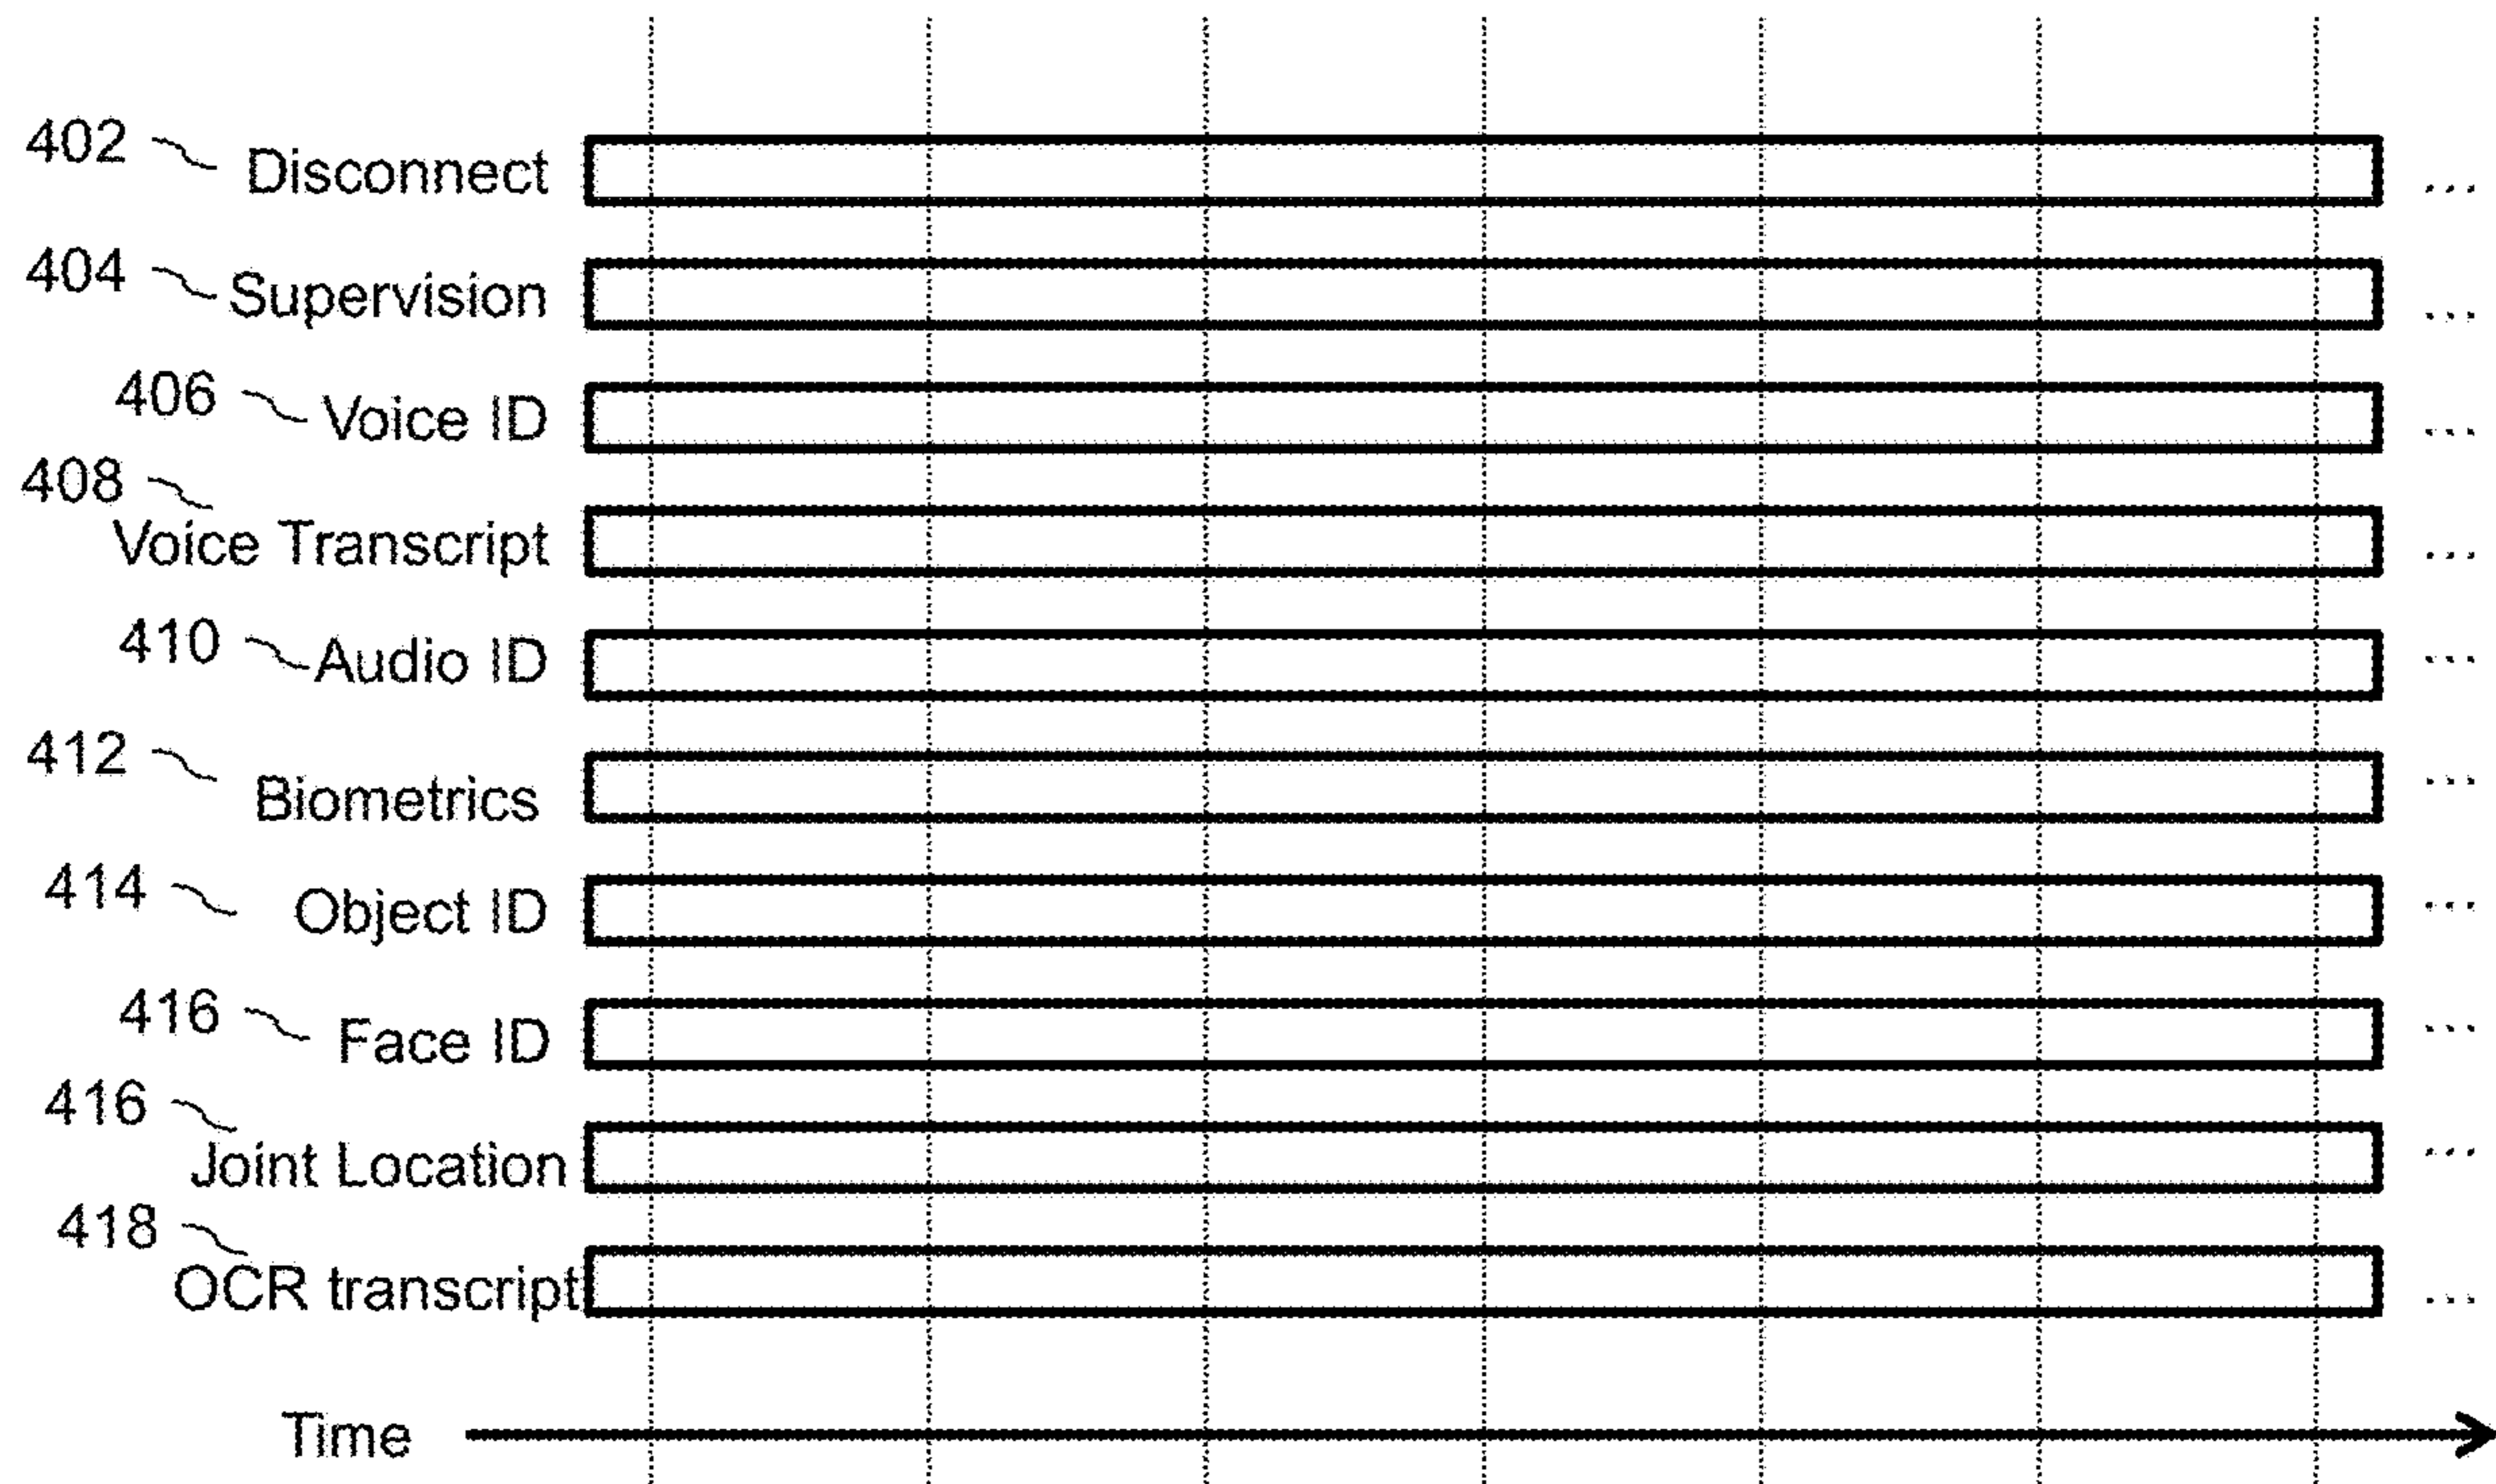 402 Disconnect ...
404 Supervision ...
406 Voice ID ...
408
Voice Transcript ...
410 Audio ID ...
412 Biometrics ...
414 Object ID ...
416 Face ID ...
416
Joint Location ...
418
OCR transcript ...
Time